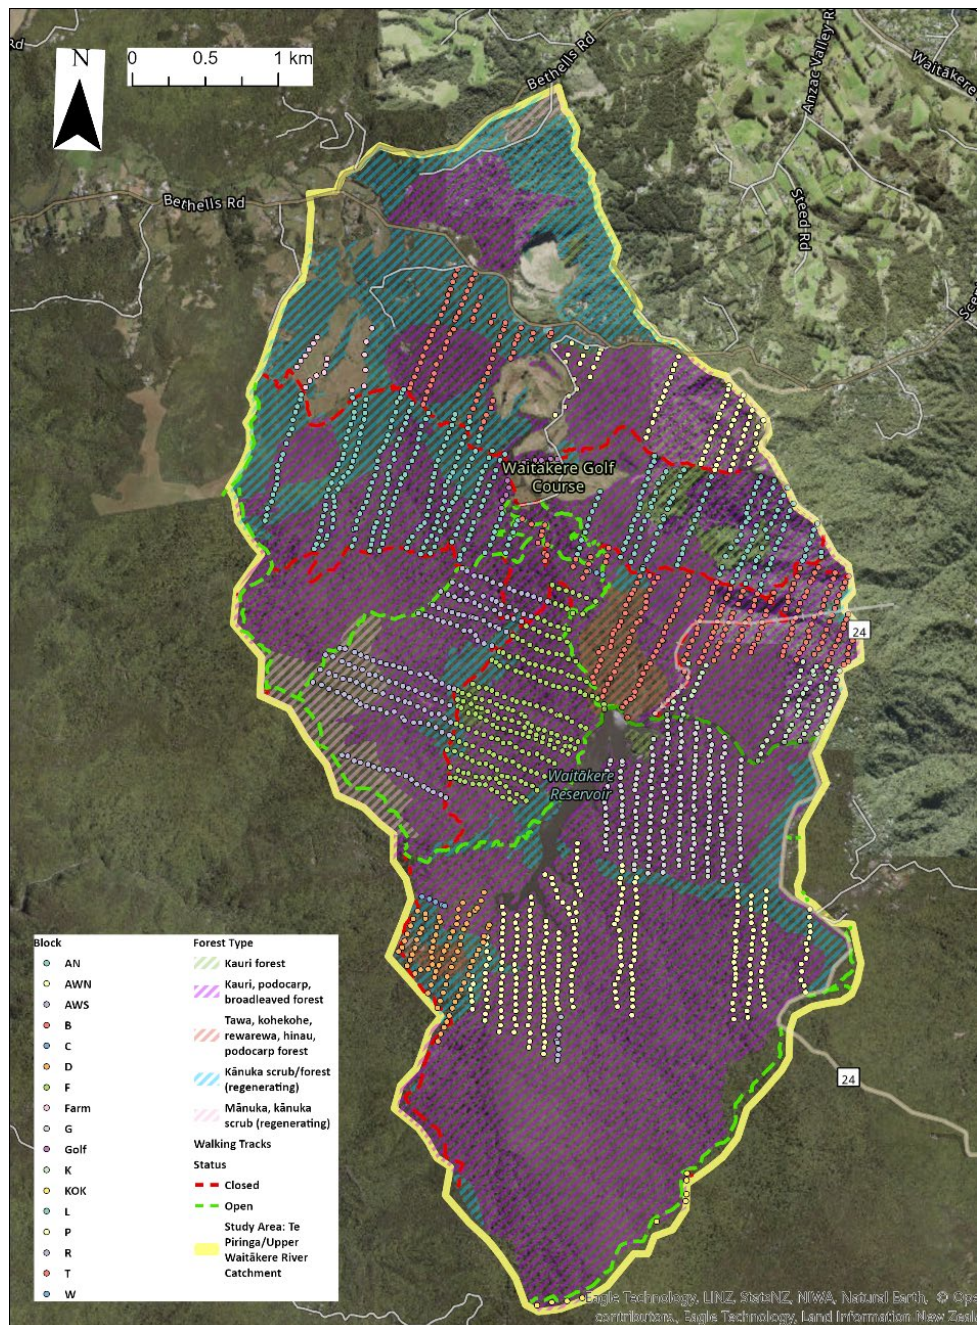 Rd
N
0 0.5 1 km
Bethells Rd
Anzac Valley R
Waitākere
Bethells Rd
Steed Rd
Scen
Waitakere Golf
Course
24
Waitākere
Reservoir
24
Block
AN
AWN
AWS
B
C
D
F
Farm
G
Golf
K
KOK
L
P
R
T
W
Forest Type
Kauri forest
Kauri, podocarp,
broadleaved forest
Tawa, kohekohe,
rewarewa, hinau,
podocarp forest
Kānuka scrub/forest
(regenerating)
Mānuka, kānuka
scrub (regenerating)
Walking Tracks
Status
Closed
Open
Study Area: Te
Piringa/Upper
Waitākere River
Catchment
Eagle Technology, LINZ, StatsNZ, NIWA, Natural Earth, © Ope
contributors., Eagle Technology, Land Information New Zeal